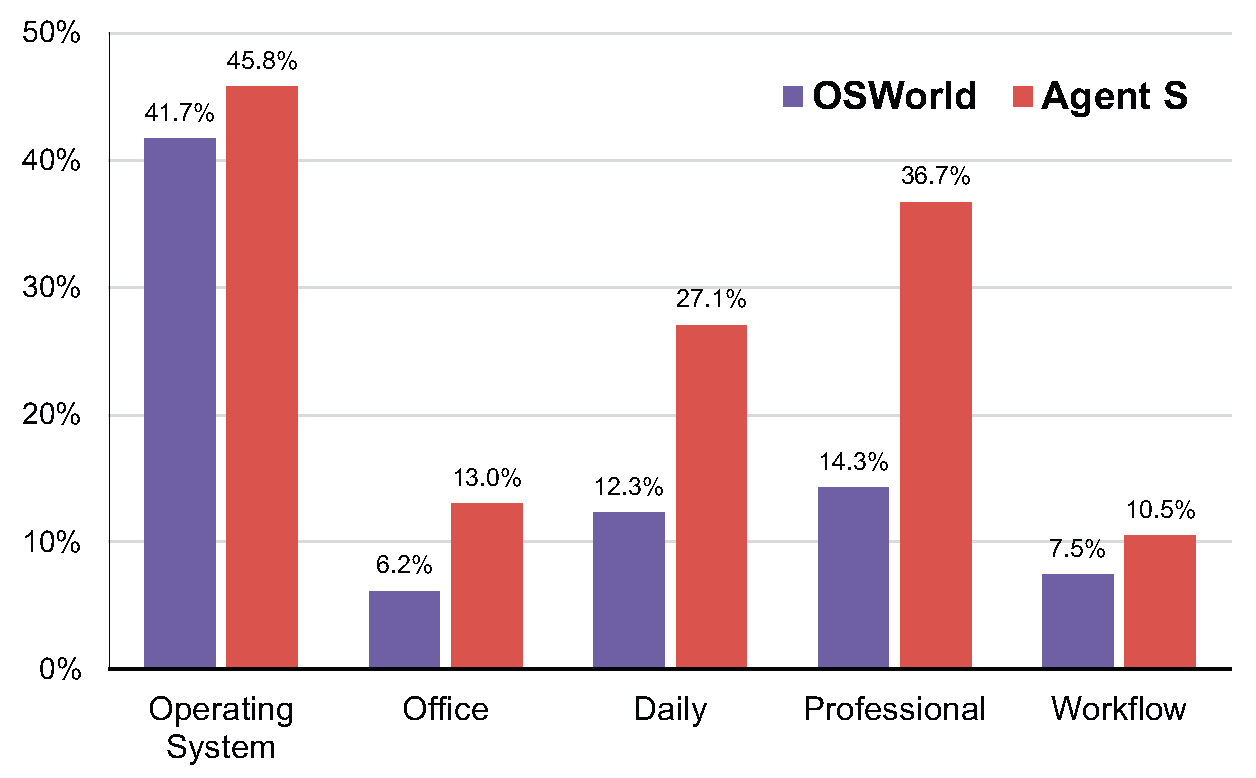 50%
45.8%
OSWorld Agent S
41.7%
40%
36.7%
30%
27.1%
20%
14.3%
13.0%
12.3%
10.5%
10%
7.5%
6.2%
0%
Operating System
Office
Daily
Professional
Workflow